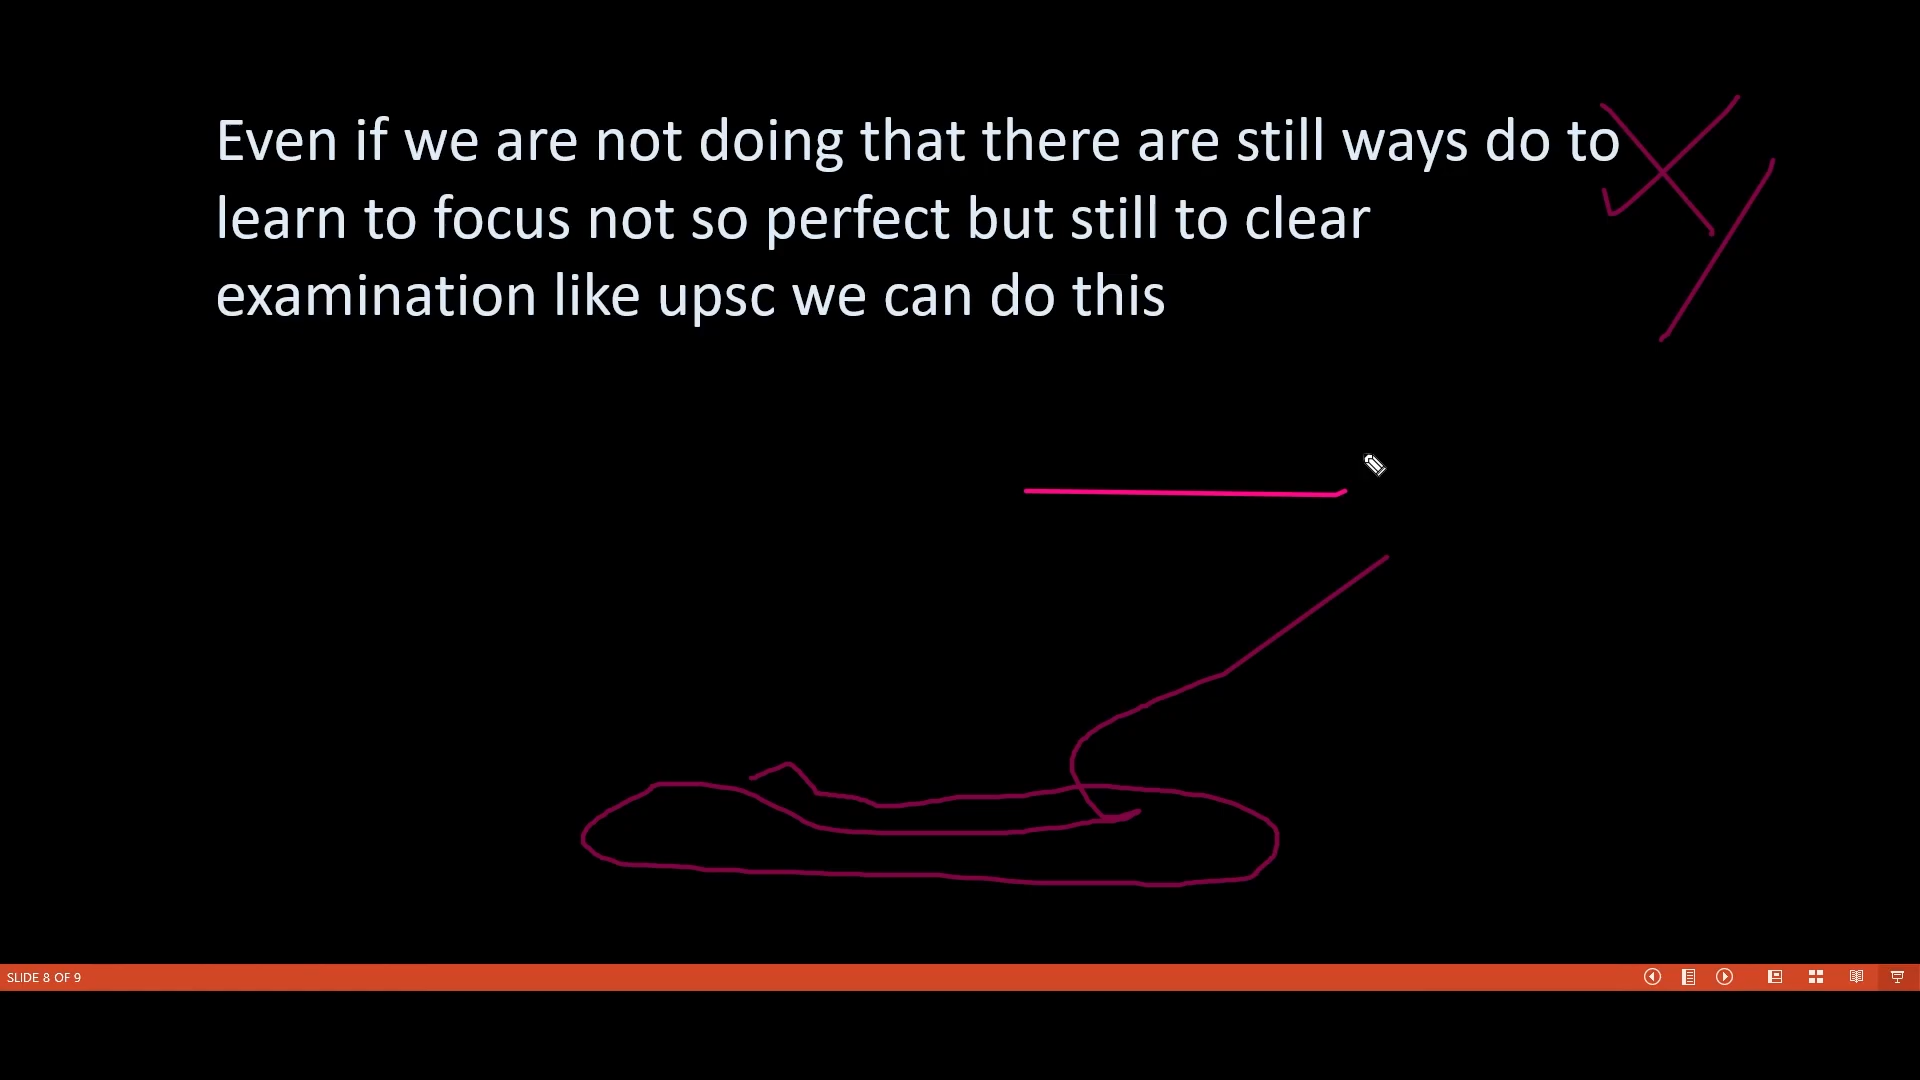 Even if we are not doing that there are still ways do to
learn to focus not so perfect but still to clear
examination like upsc we can do this
SLIDE 8 OF 9